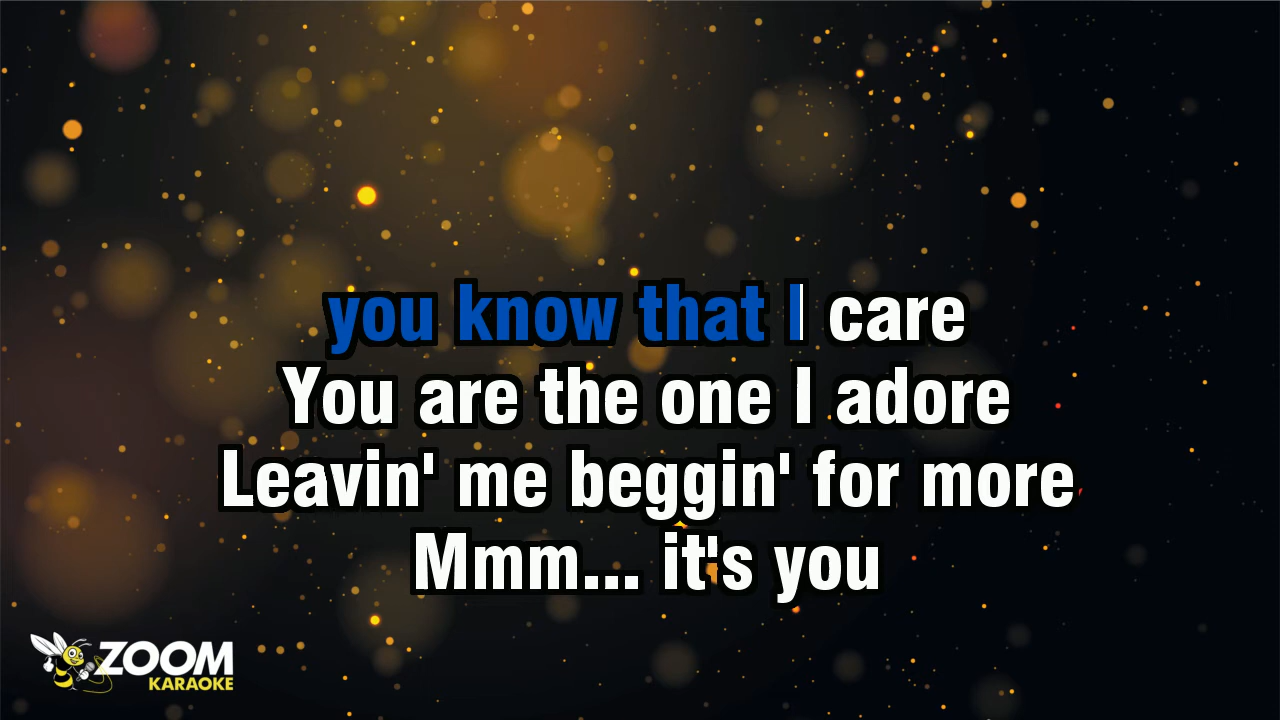 you know that I care
You are the one I adore
Leavin' me beggin' for more
Mmm... it's you
ZOOM
KARAOKE